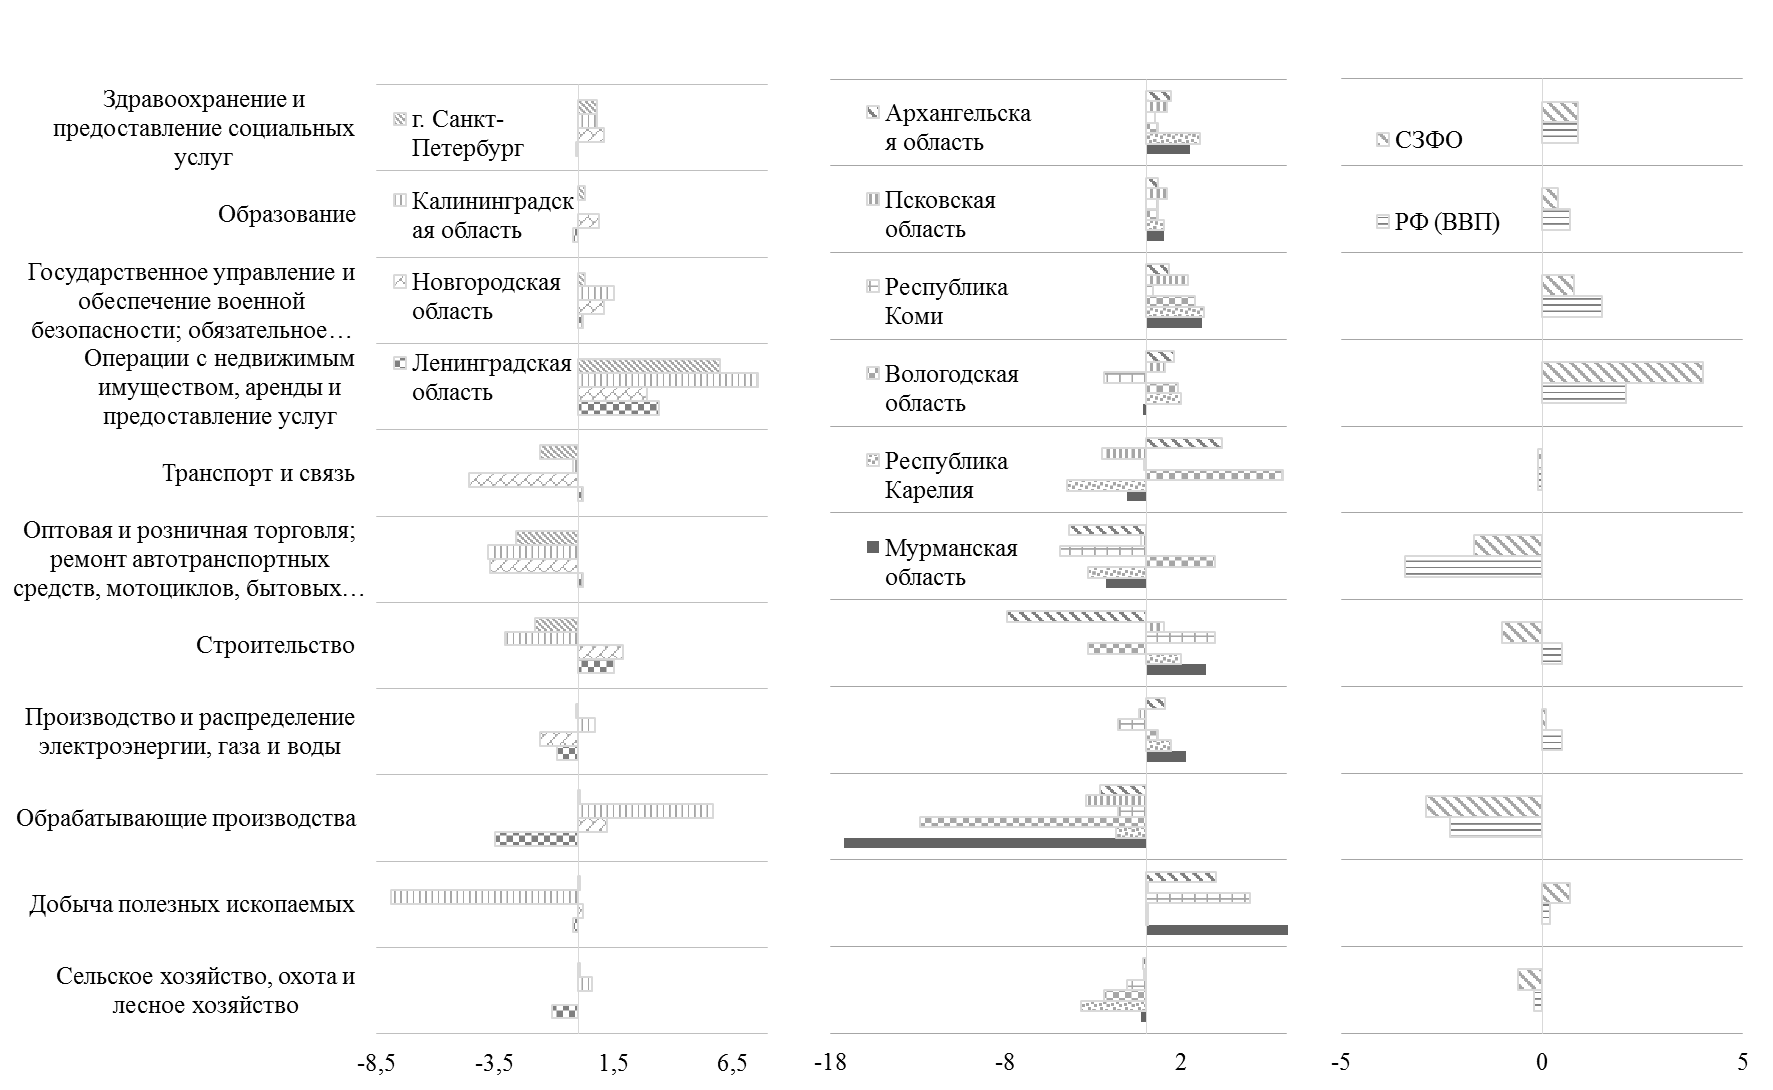 Здравоохранение и
предоставление социальных
услуг
Образование
Государственное управление и
обеспечение военной
безопасности; обязательное…
Операции с недвижимым
имуществом, аренды и
предоставление услуг
Транспорт и связь
Оптовая и розничная торговля;
ремонт автотранспортных
средств, мотоциклов, бытовых…
Строительство
Производство и распределение
электроэнергии, газа и воды
Обрабатывающие производства
Добыча полезных ископаемых
Сельское хозяйство, охота и
лесное хозяйство
г. Санкт-
Петербург
Калининградск
ая область
Новгородская
область
Ленинградская
область
-8,5 -3,5 1,5 6,5
Архангельска
я область
Псковская
область
Республика
Коми
Вологодская
область
Республика
Карелия
Мурманская
область
-18 -8 2
СЗФО
РФ (ВВП)
-5 0 5